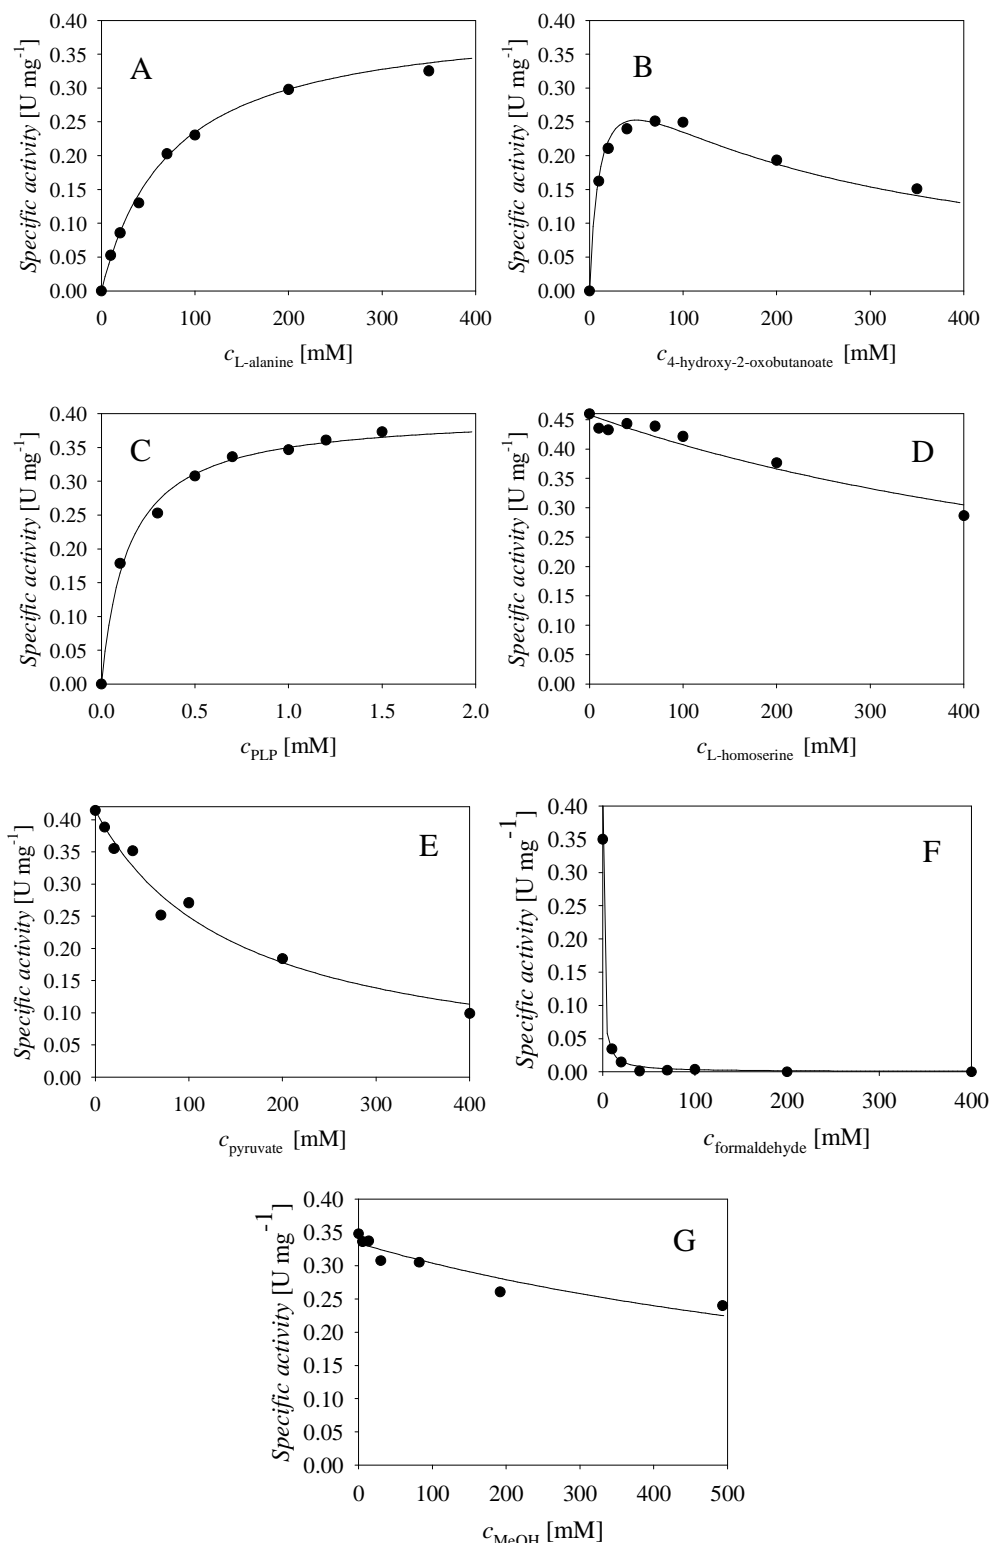 A
Specific activity [U mg⁻¹]
0.40
0.35
0.30
0.25
0.20
0.15
0.10
0.05
0.00
0 100 200 300 400
c L-alanine [mM]
B
Specific activity [U mg⁻¹]
0.40
0.35
0.30
0.25
0.20
0.15
0.10
0.05
0.00
0 100 200 300 400
c 4-hydroxy-2-oxobutanoate [mM]
C
Specific activity [U mg⁻¹]
0.40
0.35
0.30
0.25
0.20
0.15
0.10
0.05
0.00
0.0 0.5 1.0 1.5 2.0
c PLP [mM]
D
Specific activity [U mg⁻¹]
0.45
0.40
0.35
0.30
0.25
0.20
0.15
0.10
0.05
0.00
0 100 200 300 400
c L-homoserine [mM]
E
Specific activity [U mg⁻¹]
0.40
0.35
0.30
0.25
0.20
0.15
0.10
0.05
0.00
0 100 200 300 400
c pyruvate [mM]
F
Specific activity [U mg⁻¹]
0.40
0.35
0.30
0.25
0.20
0.15
0.10
0.05
0.00
0 100 200 300 400
c formaldehyde [mM]
G
Specific activity [U mg⁻¹]
0.40
0.35
0.30
0.25
0.20
0.15
0.10
0.05
0.00
0 100 200 300 400 500
c MeOH [mM]